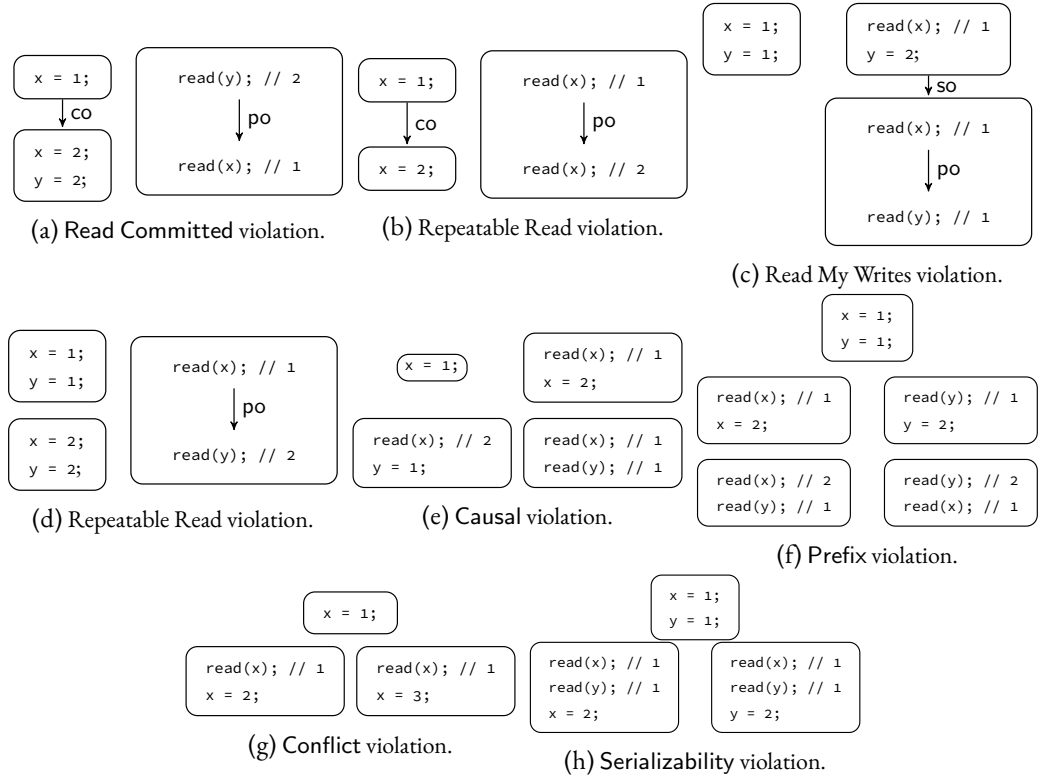 x = 1;
co
x = 2;
y = 2;
read(y); // 2
po
read(x); // 1
(a) Read Committed violation.
x = 1;
co
x = 2;
read(x); // 1
po
read(x); // 2
(b) Repeatable Read violation.
x = 1;
y = 1;
read(x); // 1
y = 2;
so
read(x); // 1
po
read(y); // 1
(c) Read My Writes violation.
x = 1;
y = 1;
x = 2;
y = 2;
read(x); // 1
po
read(y); // 2
(d) Repeatable Read violation.
x = 1;
read(x); // 1
x = 2;
read(x); // 2
y = 1;
read(x); // 1
read(y); // 1
(e) Causal violation.
x = 1;
y = 1;
read(x); // 1
x = 2;
read(y); // 1
y = 2;
read(x); // 2
read(y); // 1
read(y); // 2
read(x); // 1
(f) Prefix violation.
x = 1;
read(x); // 1
x = 2;
read(x); // 1
x = 3;
(g) Conflict violation.
x = 1;
y = 1;
read(x); // 1
read(y); // 1
x = 2;
read(x); // 1
read(y); // 1
y = 2;
(h) Serializability violation.